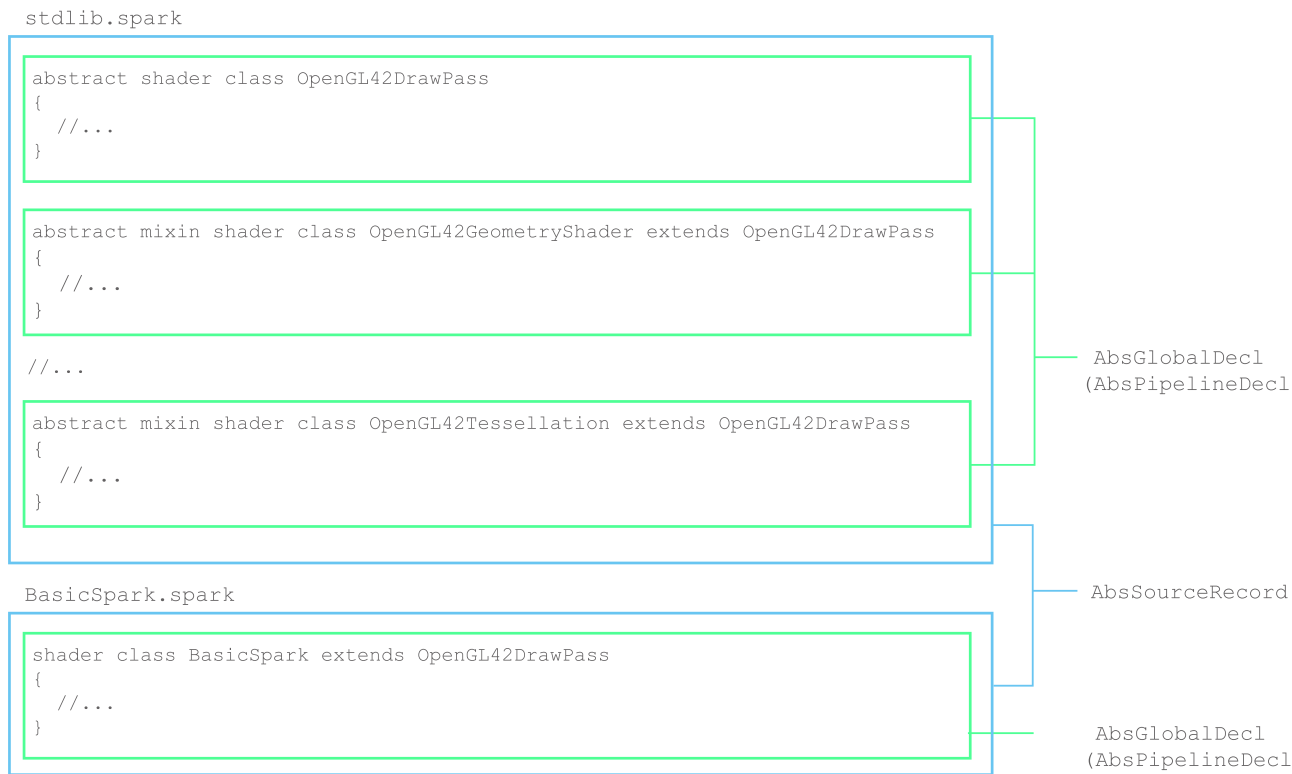 stdlib.spark
abstract shader class OpenGL42DrawPass
{
//...
}
abstract mixin shader class OpenGL42GeometryShader extends OpenGL42DrawPass
{
//...
}
//...
abstract mixin shader class OpenGL42Tessellation extends OpenGL42DrawPass
{
//...
}
AbsGlobalDecl
(AbsPipelineDecl
BasicSpark.spark
shader class BasicSpark extends OpenGL42DrawPass
{
//...
}
AbsSourceRecord
AbsGlobalDecl
(AbsPipelineDecl